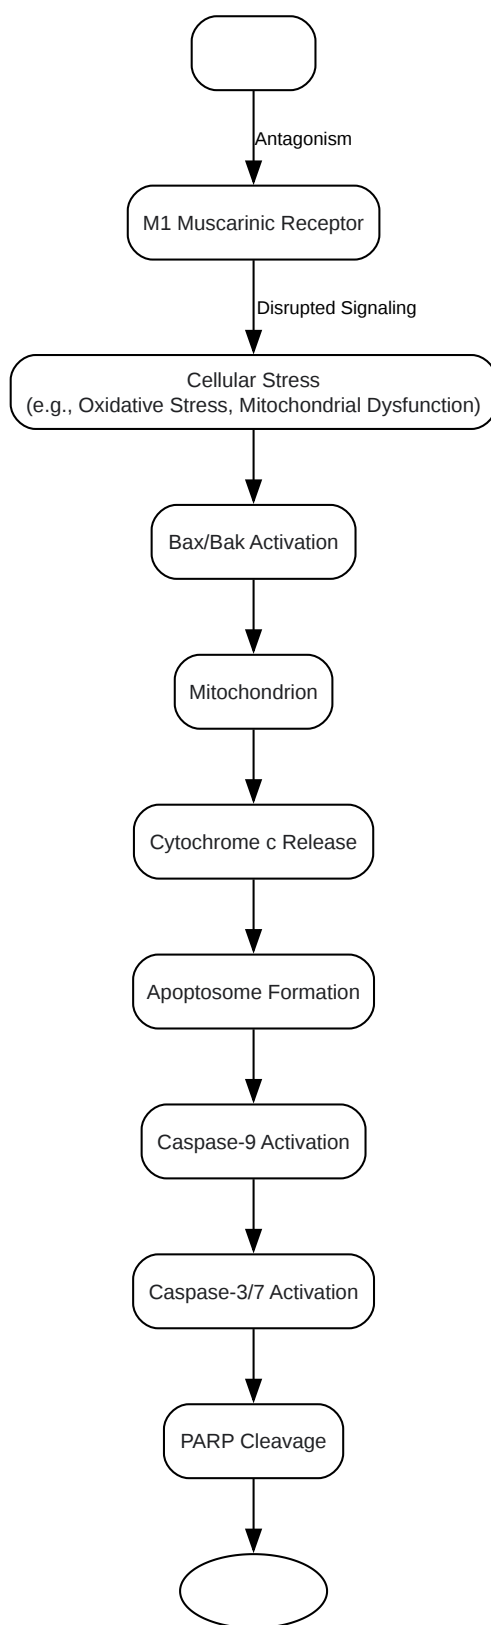 Antagonism
M1 Muscarinic Receptor
Disrupted Signaling
Cellular Stress
(e.g., Oxidative Stress, Mitochondrial Dysfunction)
Bax/Bak Activation
Mitochondrion
Cytochrome c Release
Apoptosome Formation
Caspase-9 Activation
Caspase-3/7 Activation
PARP Cleavage